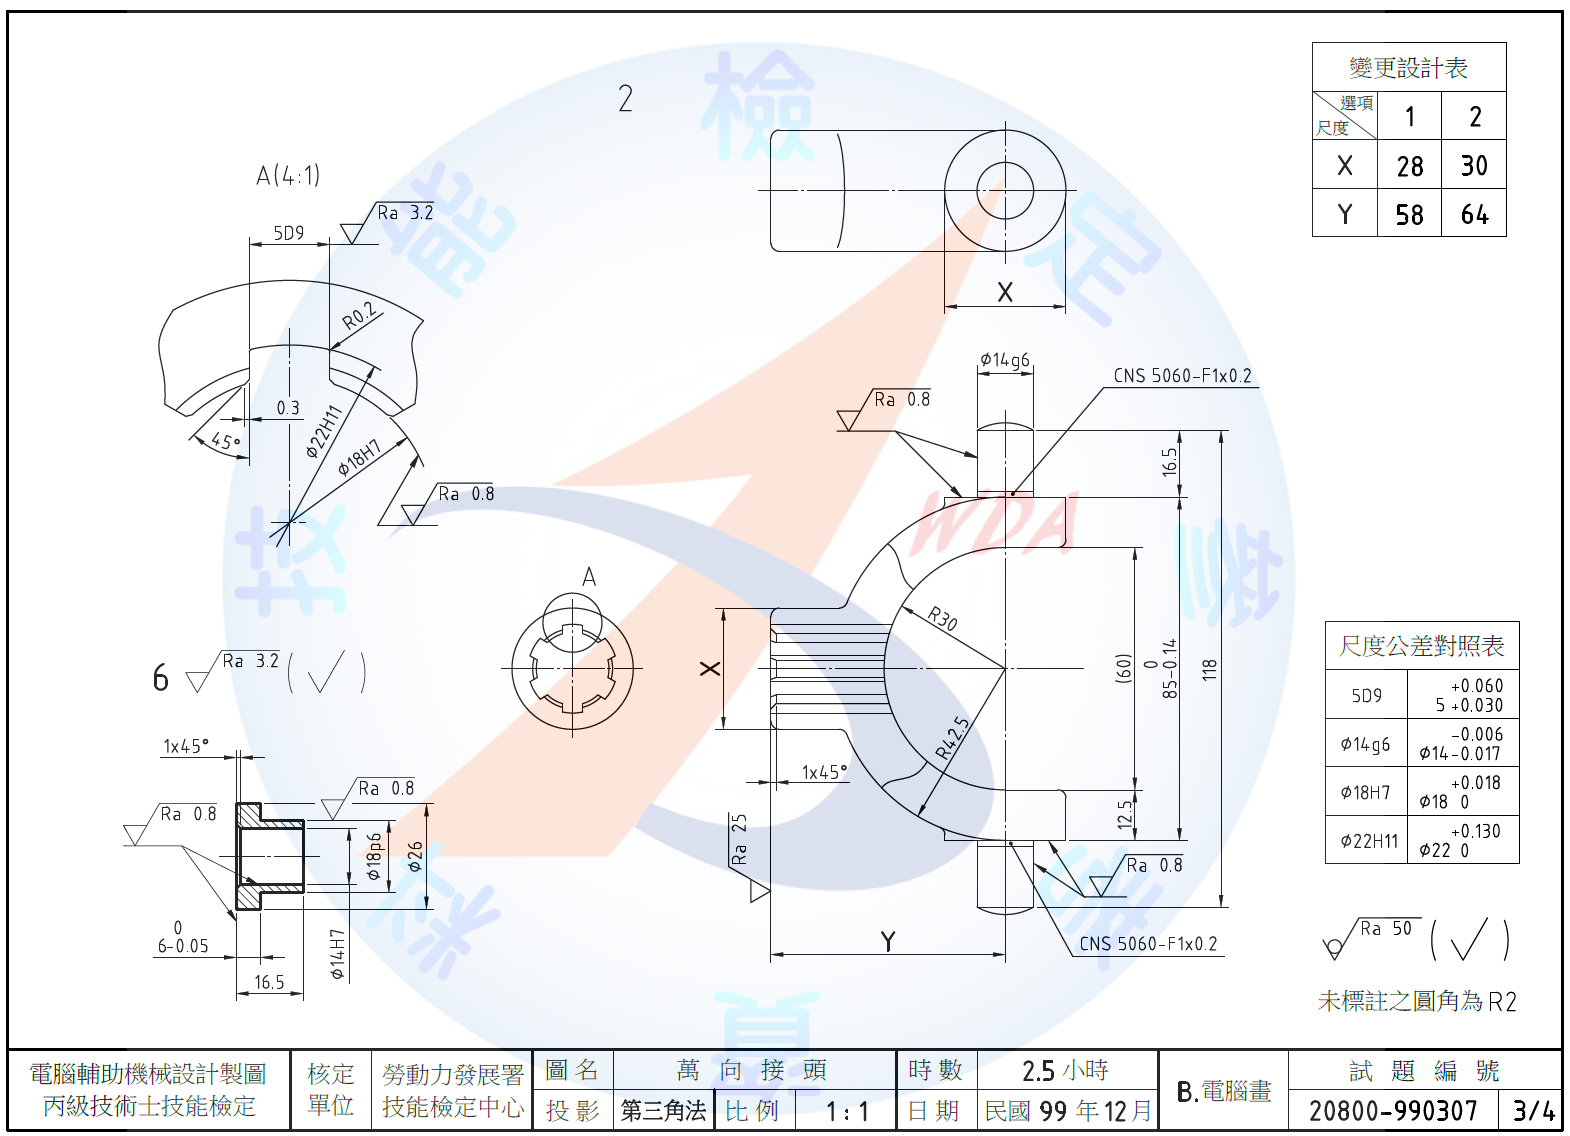 2
變更設計表
選項
尺度
1
2
X
28
30
Y
58
64
A(4:1)
Ra 3.2
5D9
R0.2
0.3
45°
Φ22H11
Φ18H7
Ra 0.8
X
Φ14g6
CNS 5060-F1x0.2
Ra 0.8
16.5
A
R30
X
(60)
0
85-0.14
118
R42.5
1x45°
12.5
Ra 25
Ra 0.8
Y
CNS 5060-F1x0.2
6
Ra 3.2
( )
1x45°
Ra 0.8
Ra 0.8
Φ18p6
Φ26
Φ14H7
0
6-0.05
16.5
尺度公差對照表
5D9
+0.060
5 +0.030
Φ14g6
-0.006
Φ14-0.017
Φ18H7
+0.018
Φ18 0
Φ22H11
+0.130
Φ22 0
Ra 50
( )
未標註之圓角為R2
技能檢定
WDA
電腦輔助機械設計製圖
丙級技術士技能檢定
核定
單位
勞動力發展署
技能檢定中心
圖名
萬向接頭
投影
第三角法
比例
1:1
時數
2.5小時
日期
民國 99 年 12 月
B.電腦畫
試題編號
20800-990307
3/4